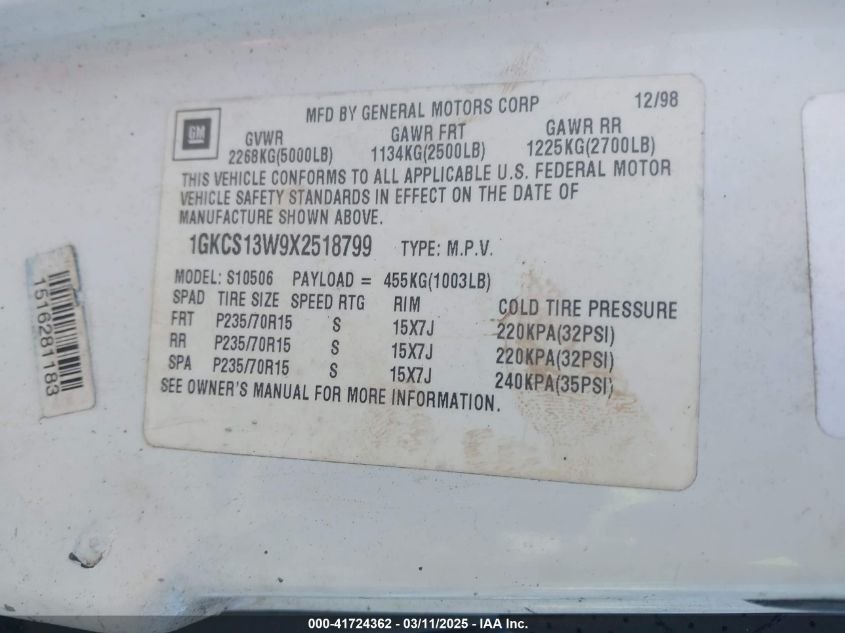 MFD BY GENERAL MOTORS CORP 12/98
GM
GVWR GAWR FRT GAWR RR
2268KG(5000LB) 1134KG(2500LB) 1225KG(2700LB)
THIS VEHICLE CONFORMS TO ALL APPLICABLE U.S. FEDERAL MOTOR
VEHICLE SAFETY STANDARDS IN EFFECT ON THE DATE OF
MANUFACTURE SHOWN ABOVE.
1GKCS13W9X2518799 TYPE: M.P.V.
MODEL: S10506 PAYLOAD = 455KG(1003LB)
SPAD TIRE SIZE SPEED RTG RIM COLD TIRE PRESSURE
FRT P235/70R15 S 15X7J 220KPA(32PSI)
RR P235/70R15 S 15X7J 220KPA(32PSI)
SPA P235/70R15 S 15X7J 240KPA(35PSI)
SEE OWNER'S MANUAL FOR MORE INFORMATION.
1516281183
000-41724362 - 03/11/2025 - IAA Inc.